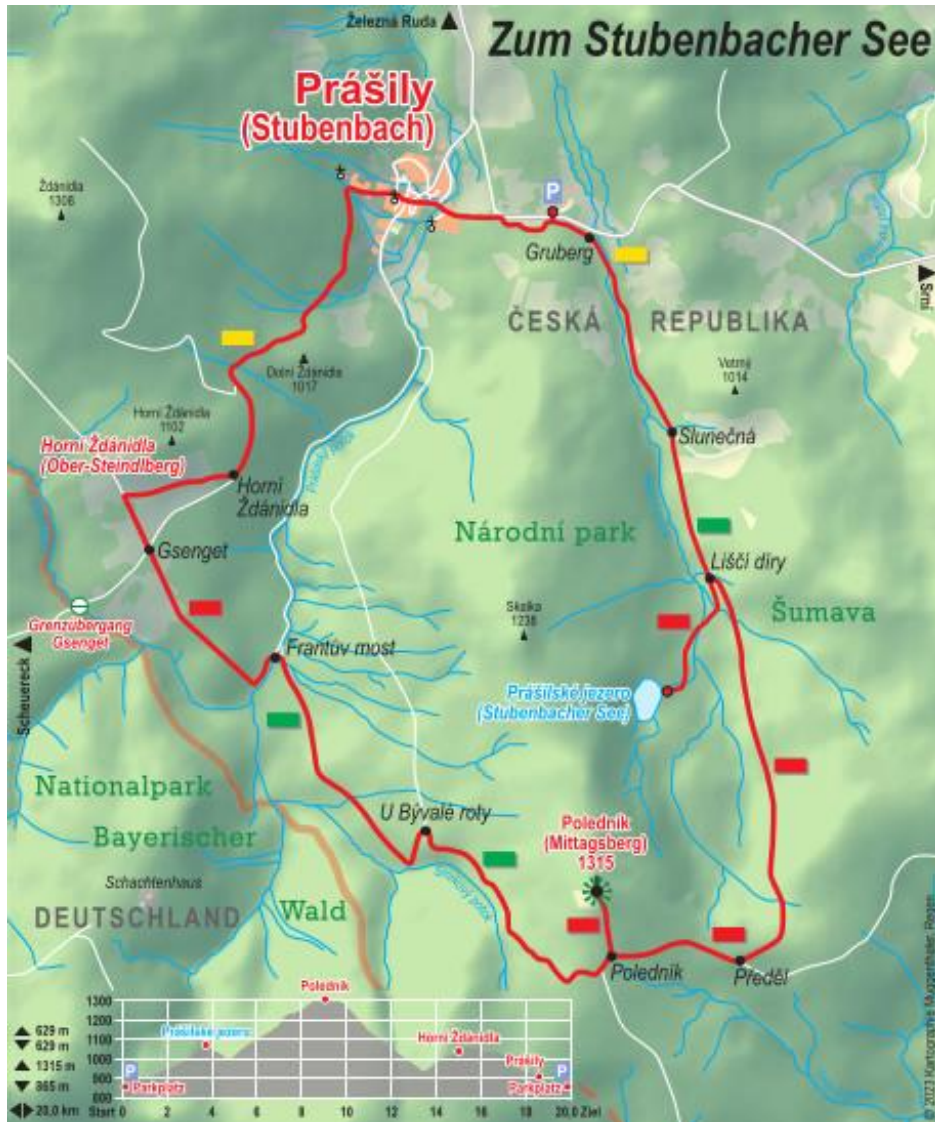 Železná Ruda
Zum Stubenbacher See
Prášily
(Stubenbach)
Ždánidla
1308
P
Gruberg
ČESKÁ REPUBLIKA
Srní
Dolní Ždánidla
1017
Vetrný
1014
Horní Ždánidla
1102
Horní Ždánidla
(Ober-Steindlberg)
Slunečná
Horní
Ždánidla
Národní park
Gsenget
Liščí díry
Šumava
Skalka
1238
Grenzübergang
Gsenget
Scheuereck
Frantův most
Prášilské jezero
(Stubenbacher See)
Nationalpark
Bayerischer
Wald
U Bývalé roty
Poledník
(Mittagsberg)
1315
Schachtenhaus
DEUTSCHLAND
Poledník
Předěl
© 2023 Kartographie Muggenthaler, Regen
1300
1200
1100
1000
900
800
Poledník
Prášilské jezero
Horní Ždánidla
Prášily
P
Parkplatz
P
Parkplatz
629 m
629 m
1315 m
865 m
20,0 km
Start 0 2 4 6 8 10 12 14 16 18 20,0 Ziel